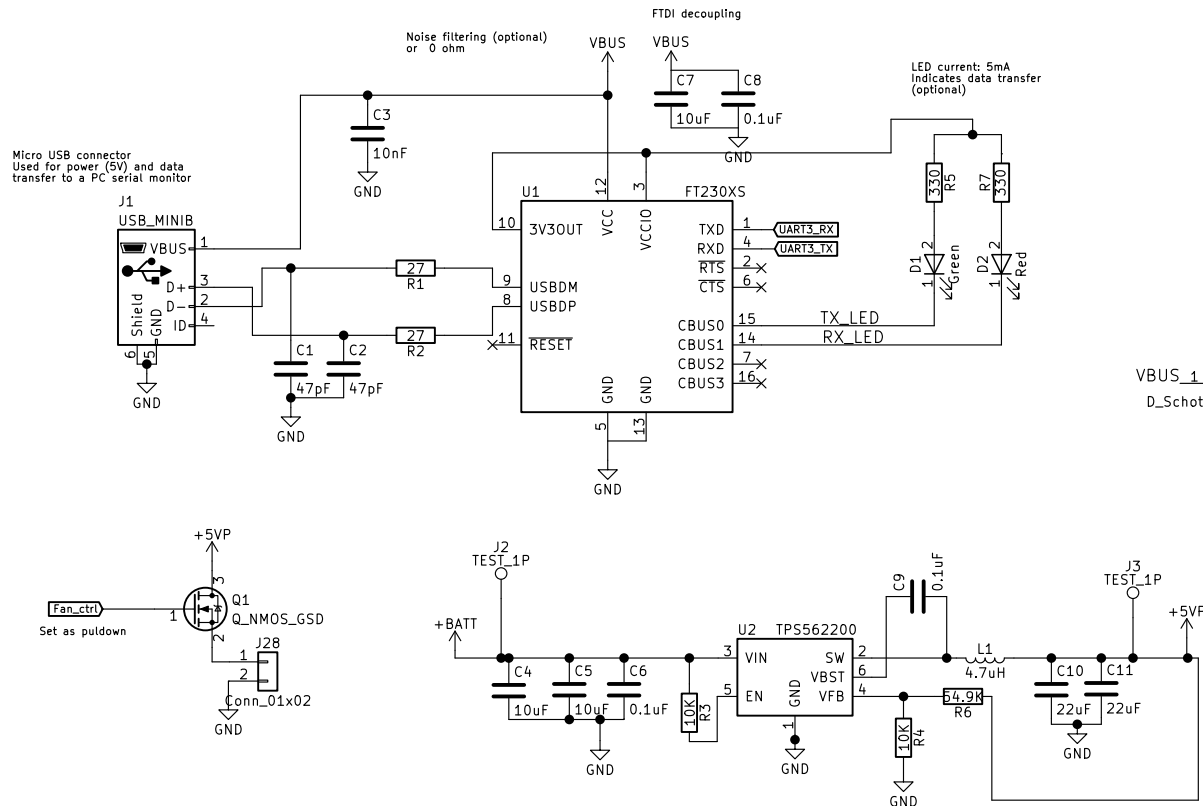 FTDI decoupling
Noise filtering (optional)
or 0 ohm
VBUS
VBUS
C7
10uF
C8
0.1uF
GND
LED current: 5mA
Indicates data transfer
(optional)
C3
10nF
GND
Micro USB connector
Used for power (5V) and data
transfer to a PC serial monitor
J1
USB_MINIB
VBUS 1
D+ 3
D- 2
ID 4
Shield
GND
6
5
GND
27
R1
27
R2
C1
47pF
C2
47pF
GND
U1
FT230XS
12
VCC
3
VCCIO
10 3V3OUT
9 USBDM
8 USBDP
11 RESET
TXD 1 UART3_RX
RXD 4 UART3_TX
RTS 2
CTS 6
CBUS0 15 TX_LED
CBUS1 14 RX_LED
CBUS2 7
CBUS3 16
GND
GND
5
13
GND
330
R5
330
R7
2
D1
Green
1
2
D2
Red
1
VBUS 1
D_Schot
+5VP
3
Fan_ctrl
1
Q1
Q_NMOS_GSD
Set as puldown
2
J28
1
2
Conn_01x02
GND
J2
TEST_1P
+BATT
C4
10uF
C5
10uF
C6
0.1uF
GND
10K
R3
U2
TPS562200
3 VIN
5 EN
SW 2
VBST 6
VFB 4
GND
1
GND
C9
0.1uF
L1
4.7uH
10K
R4
GND
54.9K
R6
C10
22uF
C11
22uF
GND
J3
TEST_1P
+5VP